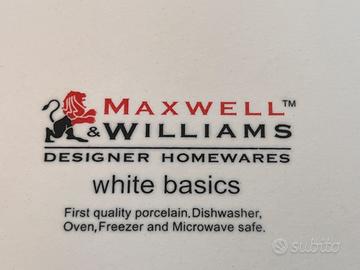 MAXWELL™
& WILLIAMS
DESIGNER HOMEWARES
white basics
First quality porcelain.Dishwasher,
Oven,Freezer and Microwave safe.
subito